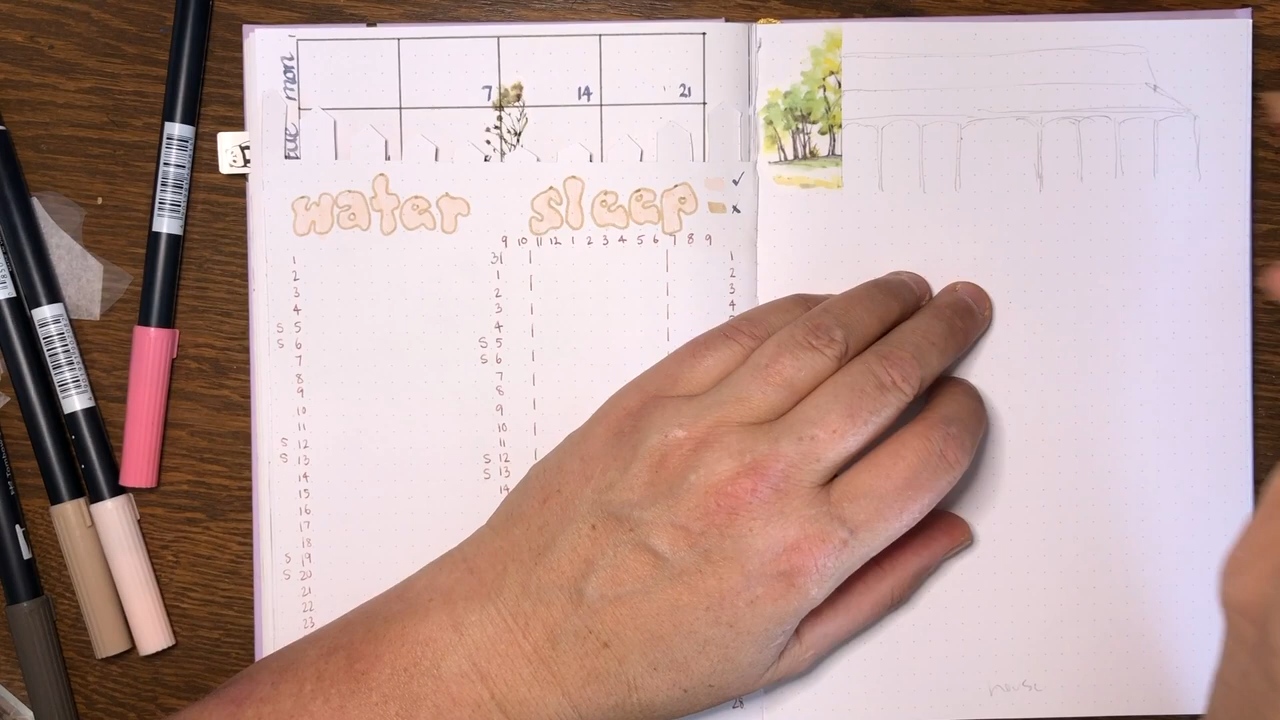 mon
tue
7 14 21
water sleep
✓
x
9 10 11 12 1 2 3 4 5 6 7 8 9
1 31 1
2 1 2
3 2 3
4 3 4
S 5 4
S 6 S 5
7 S 6
8 7
9 8
10 9
11 10
S 12 11
S 13 S 12
14 S 13
15 14
16
17
18
S 19
S 20
21
22
23
28
house